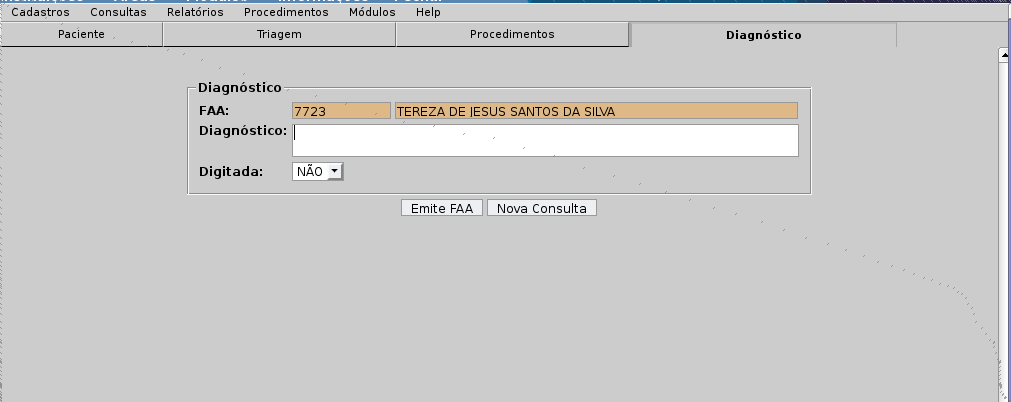 Cadastros Consultas Relatórios Procedimentos Módulos Help
Paciente Triagem Procedimentos Diagnóstico
Diagnóstico
FAA: 7723 TEREZA DE JESUS SANTOS DA SILVA
Diagnóstico:
Digitada: NÃO
Emite FAA Nova Consulta